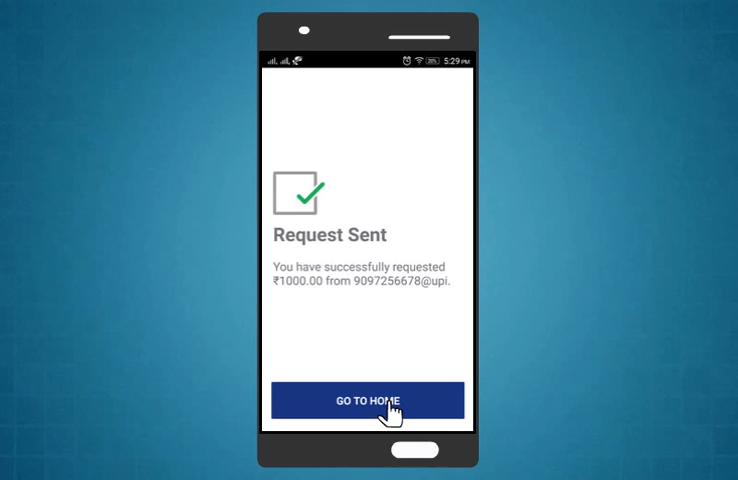 5:29 PM
Request Sent
You have successfully requested
₹1000.00 from 9097256678@upi.
GO TO HOME